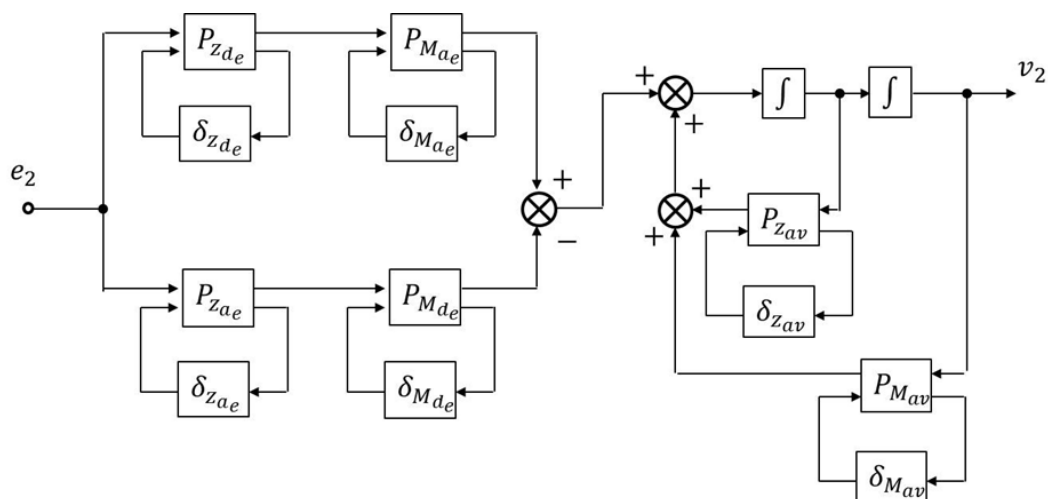 P_{Z_{d_e}} P_{M_{a_e}}
+ ∫ ∫ v_2
δ_{Z_{d_e}} δ_{M_{a_e}} +
e_2 + + P_{Z_{av}}
− +
P_{Z_{a_e}} P_{M_{d_e}}
δ_{Z_{av}}
δ_{Z_{a_e}} δ_{M_{d_e}} P_{M_{av}}
δ_{M_{av}}